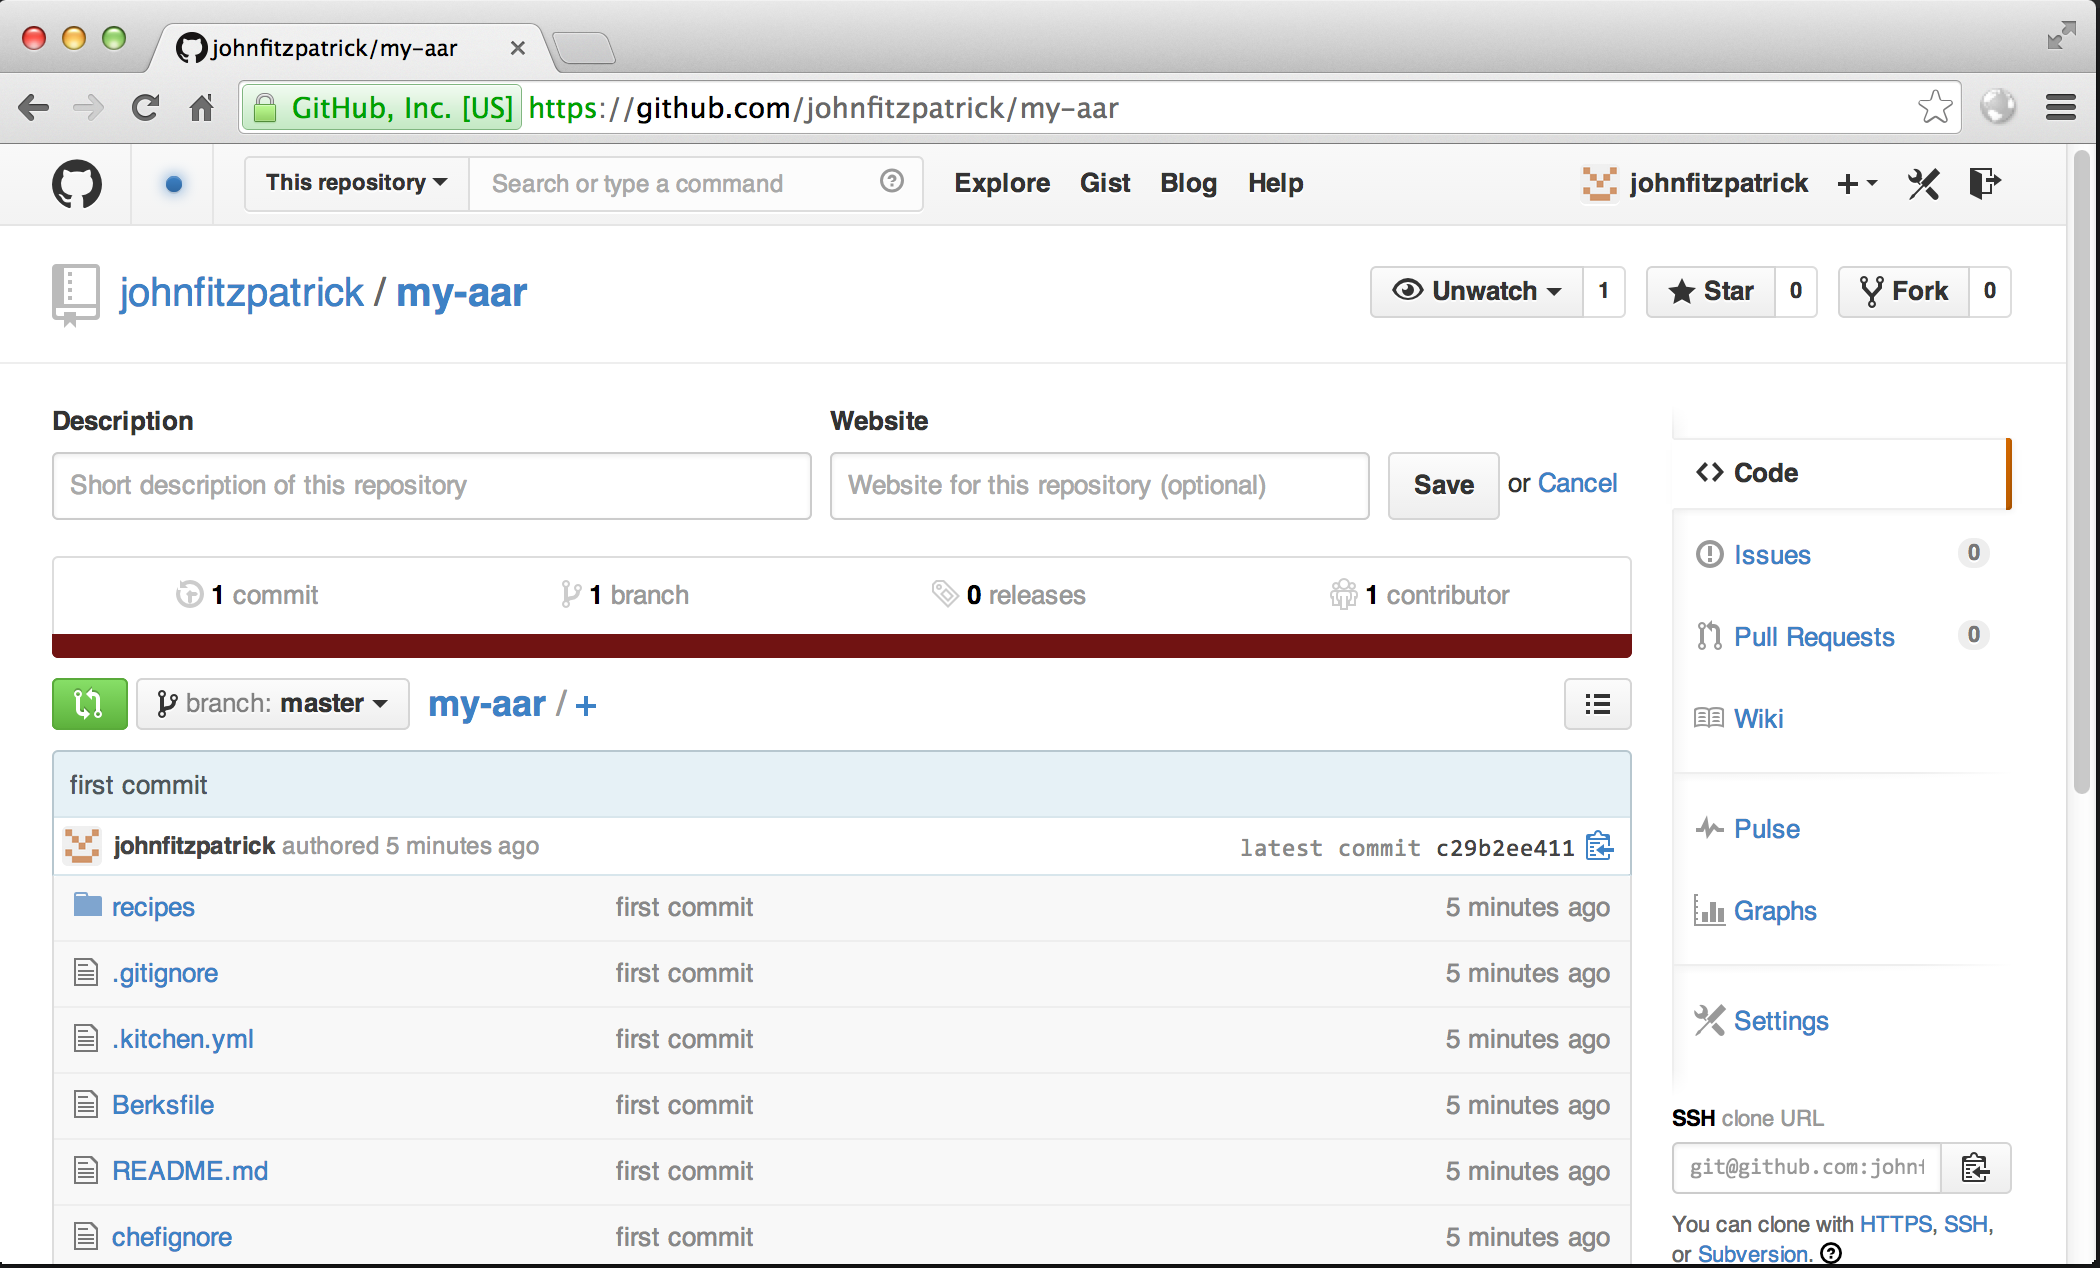 johnfitzpatrick/my-aar
GitHub, Inc. [US] https://github.com/johnfitzpatrick/my-aar
This repository Search or type a command Explore Gist Blog Help johnfitzpatrick
johnfitzpatrick / my-aar Unwatch 1 Star 0 Fork 0
Description Website
Short description of this repository Website for this repository (optional) Save or Cancel
1 commit 1 branch 0 releases 1 contributor
branch: master my-aar / +
first commit
johnfitzpatrick authored 5 minutes ago latest commit c29b2ee411
recipes first commit 5 minutes ago
.gitignore first commit 5 minutes ago
.kitchen.yml first commit 5 minutes ago
Berksfile first commit 5 minutes ago
README.md first commit 5 minutes ago
chefignore first commit 5 minutes ago
Code
Issues 0
Pull Requests 0
Wiki
Pulse
Graphs
Settings
SSH clone URL
git@github.com:johnf
You can clone with HTTPS, SSH,
or Subversion.